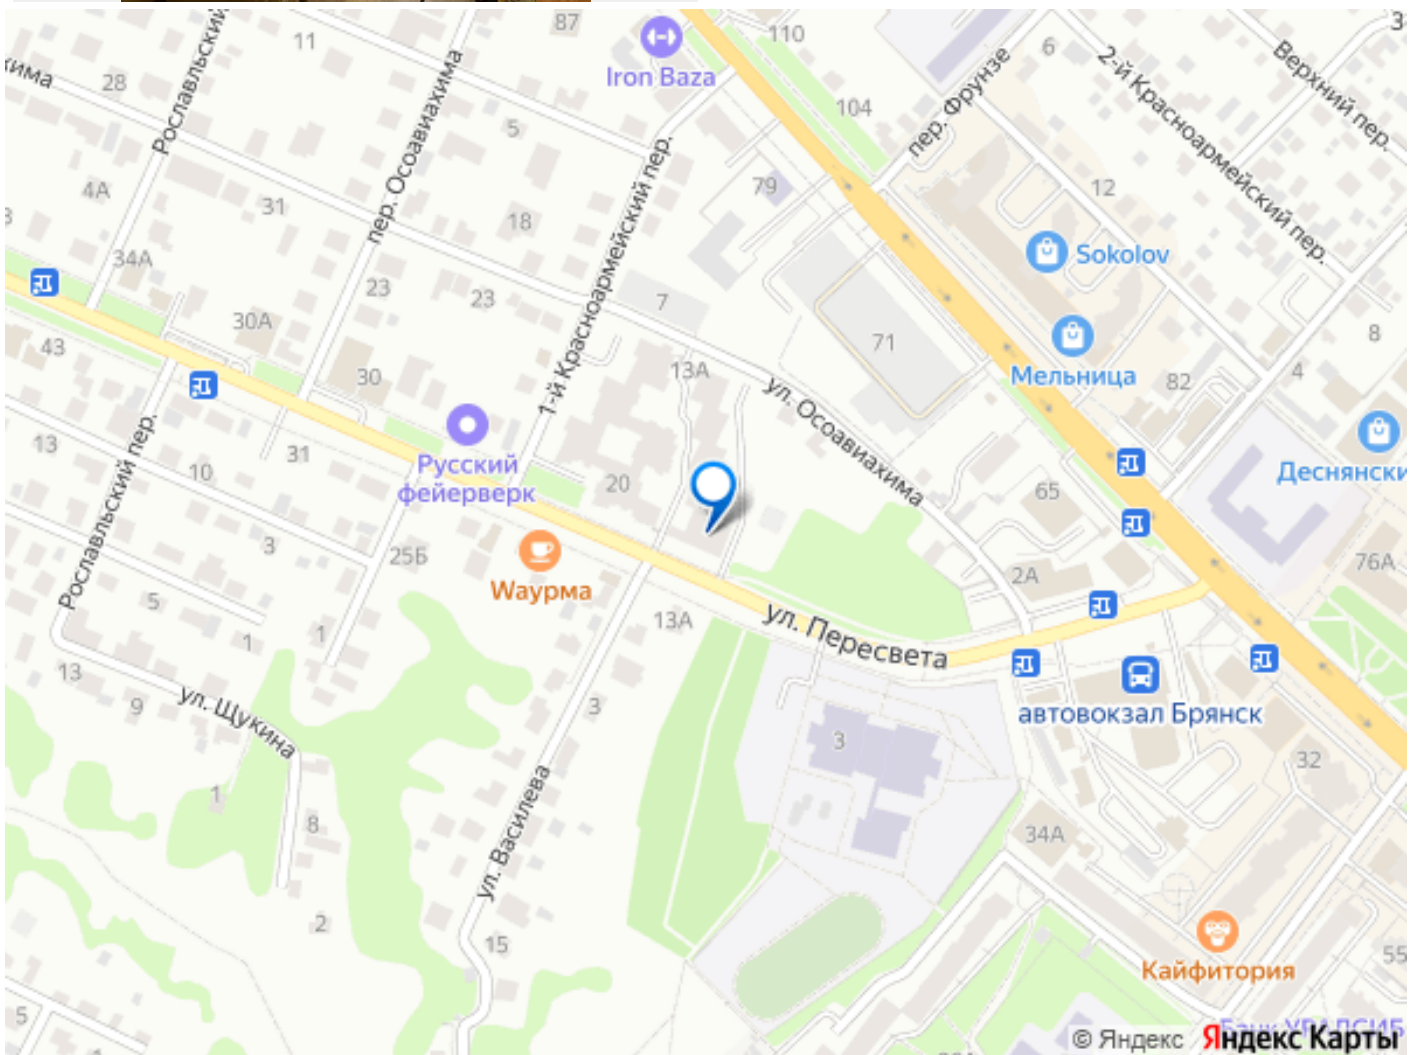 87
110
11
Iron Baza
6
28
5
104
пер. Фрунзе
2-й Красноармейский пер.
Верхний пер.
Рославльский
пер. Осоавиахима
1-й Красноармейский пер.
4А
31
18
79
12
34А
Sokolov
23
23
7
30А
71
8
43
30
13А
Мельница
82
4
ул. Осоавиахима
13
10
31
Русский
фейерверк
20
65
Рославльский пер.
3
25Б
Wаурма
2А
76А
5
1
1
13А
ул. Пересвета
13
9
ул. Щукина
3
3
автовокзал Брянск
32
1
8
ул. Василева
34А
2
15
Кайфитория
55
5
1
Банк УРАЛСИБ
© Яндекс Яндекс Карты